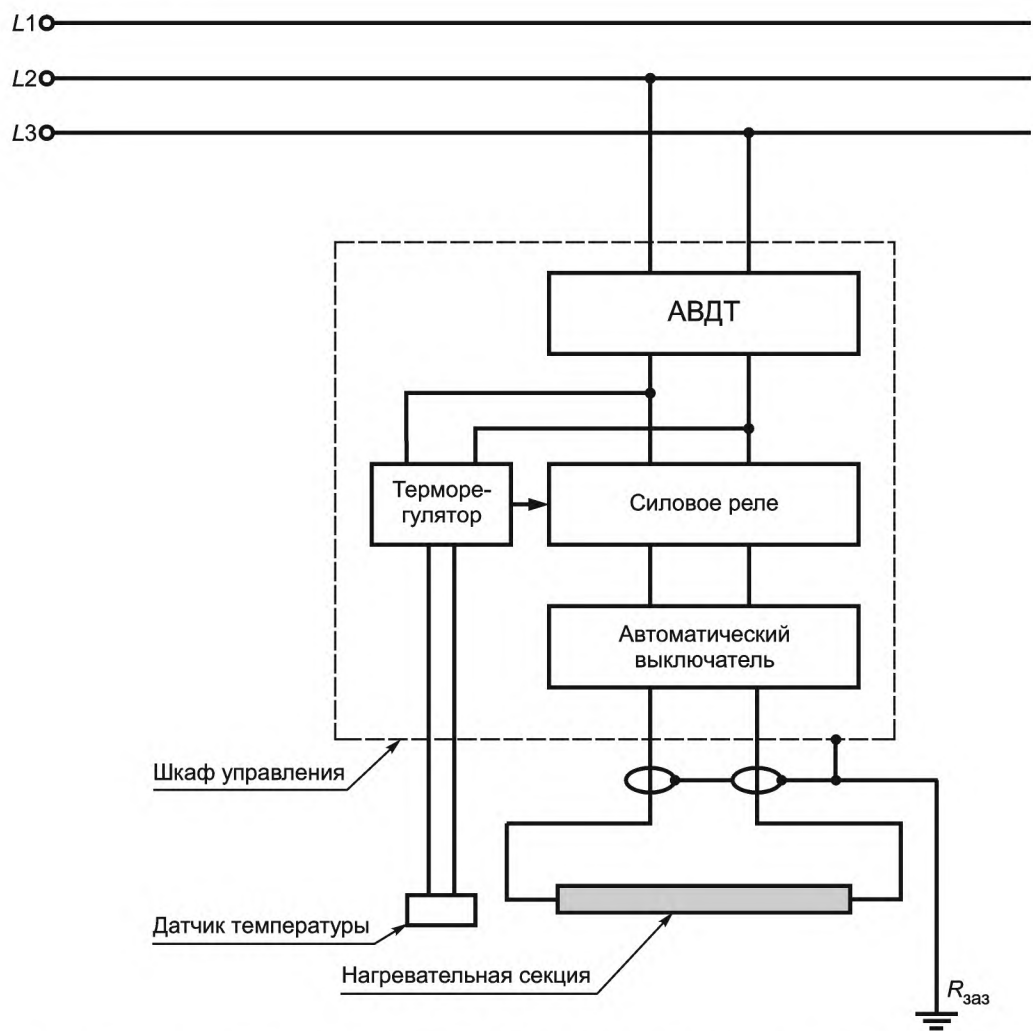 L1
L2
L3
АВДТ
Терморе-
гулятор
Силовое реле
Автоматический
выключатель
Шкаф управления
Датчик температуры
Нагревательная секция
Rзаз